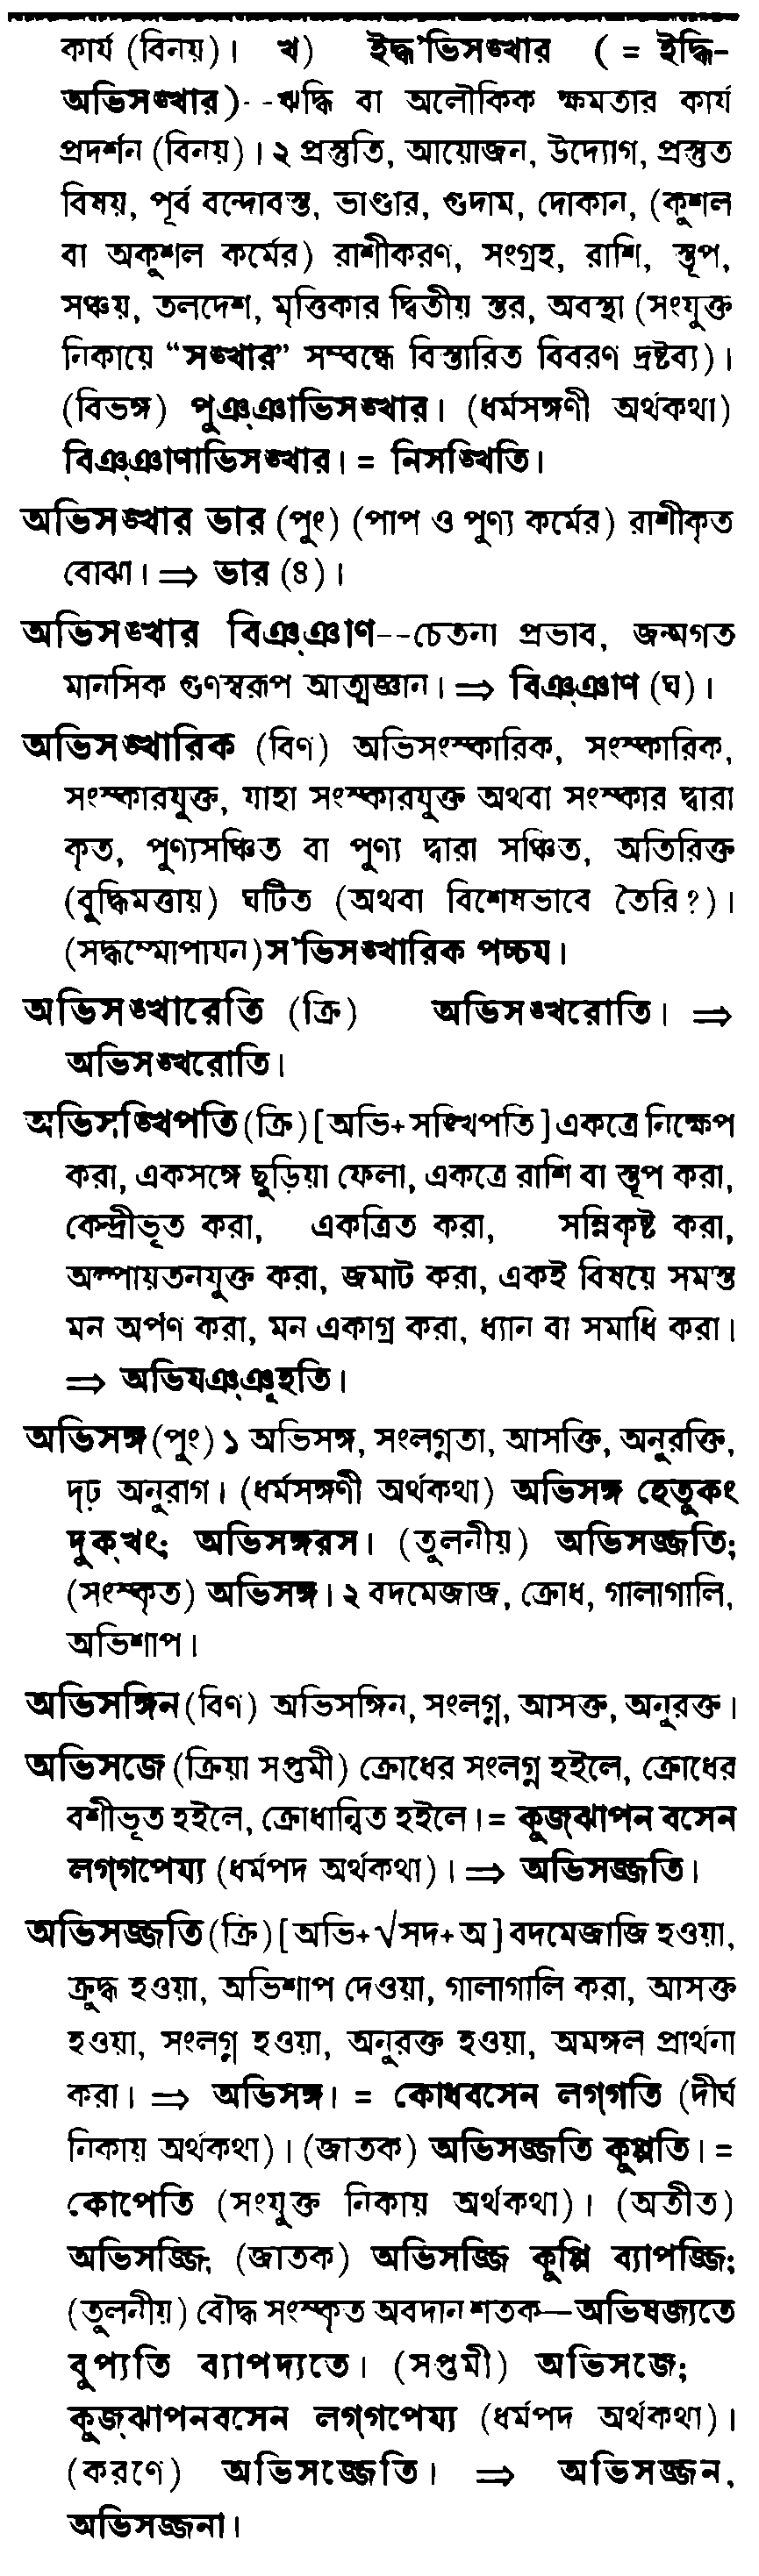 কার্য (বিনয়)। খ) ইদ্ধ'ভিসঙ্খার (= ইদ্ধি-
অভিসঙ্খার)--ঋদ্ধি বা অলৌকিক ক্ষমতার কার্য
প্রদর্শন (বিনয়)। ২ প্রস্তুতি, আয়োজন, উদ্যোগ, প্রস্তুত
বিষয়, পূর্ব বন্দোবস্ত, ভাণ্ডার, গুদাম, দোকান, (কুশল
বা অকুশল কর্মের) রাশীকরণ, সংগ্রহ, রাশি, স্তূপ,
সঞ্চয়, তলদেশ, মৃত্তিকার দ্বিতীয় স্তর, অবস্থা (সংযুক্ত
নিকায়ে “সঙ্খার” সম্বন্ধে বিস্তারিত বিবরণ দ্রষ্টব্য)।
(বিভঙ্গ) পুঞ্ঞাভিসঙ্খার। (ধর্মসঙ্গণী অর্থকথা)
বিঞ্ঞাণাভিসঙ্খার। = নিসঙ্খিতি।
অভিসঙ্খার ভার (পুং) (পাপ ও পুণ্য কর্মের) রাশীকৃত
বোঝা। ⇒ ভার (৪)।
অভিসঙ্খার বিঞ্ঞাণ--চেতনা প্রভাব, জন্মগত
মানসিক গুণস্বরূপ আত্মজ্ঞান। ⇒ বিঞ্ঞাণ (ঘ)।
অভিসঙ্খারিক (বিণ) অভিসংস্কারিক, সংস্কারিক,
সংস্কারযুক্ত, যাহা সংস্কারযুক্ত অথবা সংস্কার দ্বারা
কৃত, পুণ্যসঞ্চিত বা পুণ্য দ্বারা সঞ্চিত, অতিরিক্ত
(বুদ্ধিমত্তায়) ঘটিত (অথবা বিশেষভাবে তৈরি?)।
(সদ্ধম্মোপাযন) স'ভিসঙ্খারিক পচ্চয।
অভিসঙ্খারেতি (ক্রি) অভিসঙ্খরোতি। ⇒
অভিসঙ্খরোতি।
অভিসঙ্খিপতি (ক্রি) [অভি+সঙ্খিপতি] একত্রে নিক্ষেপ
করা, একসঙ্গে ছুড়িয়া ফেলা, একত্রে রাশি বা স্তূপ করা,
কেন্দ্রীভূত করা, একত্রিত করা, সন্নিকৃষ্ট করা,
অল্পায়তনযুক্ত করা, জমাট করা, একই বিষয়ে সমস্ত
মন অর্পণ করা, মন একাগ্র করা, ধ্যান বা সমাধি করা।
⇒ অভিযঞ্ঞূহতি।
অভিসঙ্গ (পুং) ১ অভিসঙ্গ, সংলগ্নতা, আসক্তি, অনুরক্তি,
দৃঢ় অনুরাগ। (ধর্মসঙ্গণী অর্থকথা) অভিসঙ্গ হেতুকং
দুক্খং; অভিসঙ্গরস। (তুলনীয়) অভিসজ্জতি;
(সংস্কৃত) অভিসঙ্গ। ২ বদমেজাজ, ক্রোধ, গালাগালি,
অভিশাপ।
অভিসঙ্গিন (বিণ) অভিসঙ্গিন, সংলগ্ন, আসক্ত, অনুরক্ত।
অভিসজে (ক্রিয়া সপ্তমী) ক্রোধের সংলগ্ন হইলে, ক্রোধের
বশীভূত হইলে, ক্রোধান্বিত হইলে। = কুজ্ঝাপন বসেন
লগ্গপেয্য (ধর্মপদ অর্থকথা)। ⇒ অভিসজ্জতি।
অভিসজ্জতি (ক্রি) [অভি+√সদ+অ] বদমেজাজি হওয়া,
ক্রুদ্ধ হওয়া, অভিশাপ দেওয়া, গালাগালি করা, আসক্ত
হওয়া, সংলগ্ন হওয়া, অনুরক্ত হওয়া, অমঙ্গল প্রার্থনা
করা। ⇒ অভিসঙ্গ। = কোধবসেন লগ্গতি (দীর্ঘ
নিকায় অর্থকথা)। (জাতক) অভিসজ্জতি কুপ্পতি। =
কোপেতি (সংযুক্ত নিকায় অর্থকথা)। (অতীত)
অভিসজ্জি, (জাতক) অভিসজ্জি কুপ্পি ব্যাপজ্জি;
(তুলনীয়) বৌদ্ধ সংস্কৃত অবদানশতক—অভিষজ্যতে
বুপ্যতি ব্যাপদ্যতে। (সপ্তমী) অভিসজে;
কুজ্ঝাপনবসেন লগ্গপেয্য (ধর্মপদ অর্থকথা)।
(করণে) অভিসজ্জেতি। ⇒ অভিসজ্জন,
অভিসজ্জনা।